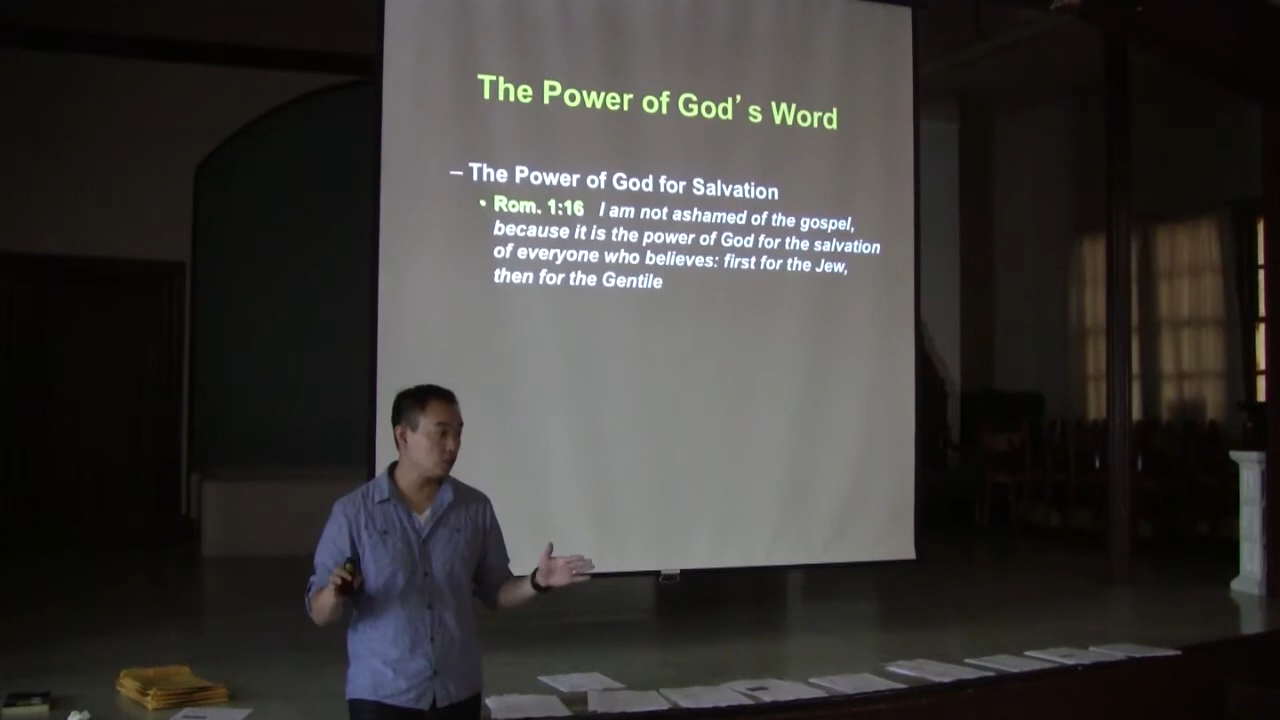 The Power of God’s Word
– The Power of God for Salvation
• Rom. 1:16 I am not ashamed of the gospel,
because it is the power of God for the salvation
of everyone who believes: first for the Jew,
then for the Gentile